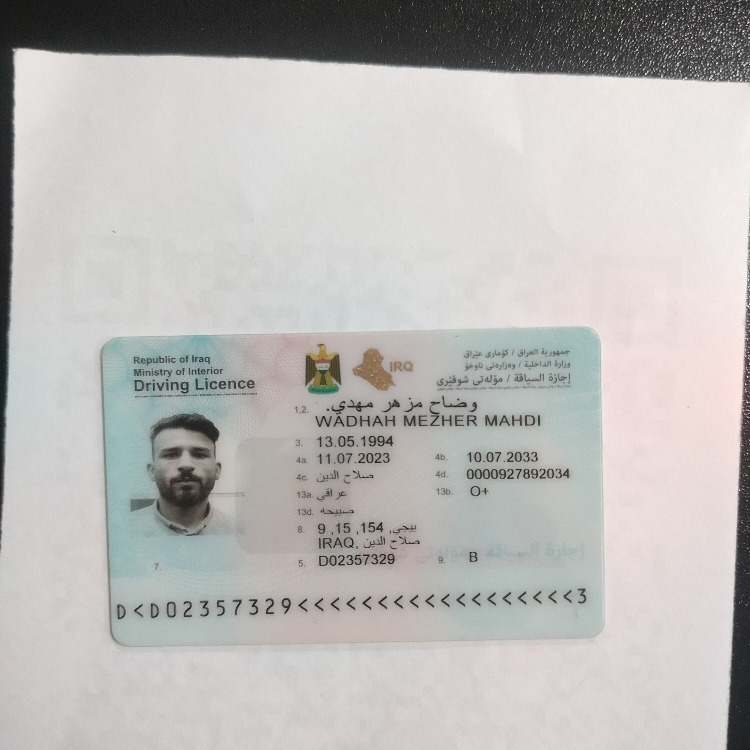 Republic of Iraq
Ministry of Interior
Driving Licence
IRQ
جمهورية العراق / كۆماری عێراق
وزارة الداخلية / وەزارەتی ناوخۆ
إجازة السياقة / مۆڵەتی شوفێری
1,2. وضاح مزهر مهدي.
WADHAH MEZHER MAHDI
3. 13.05.1994
4a. 11.07.2023 4b. 10.07.2033
4c. صلاح الدين 4d. 0000927892034
13a. عراقي 13b. O+
13d. صبيحه
8. بيجي, 154, 15, 9
صلاح الدين, IRAQ
7. 5. D02357329 9. B
D<D02357329<<<<<<<<<<<<<<<<<<3